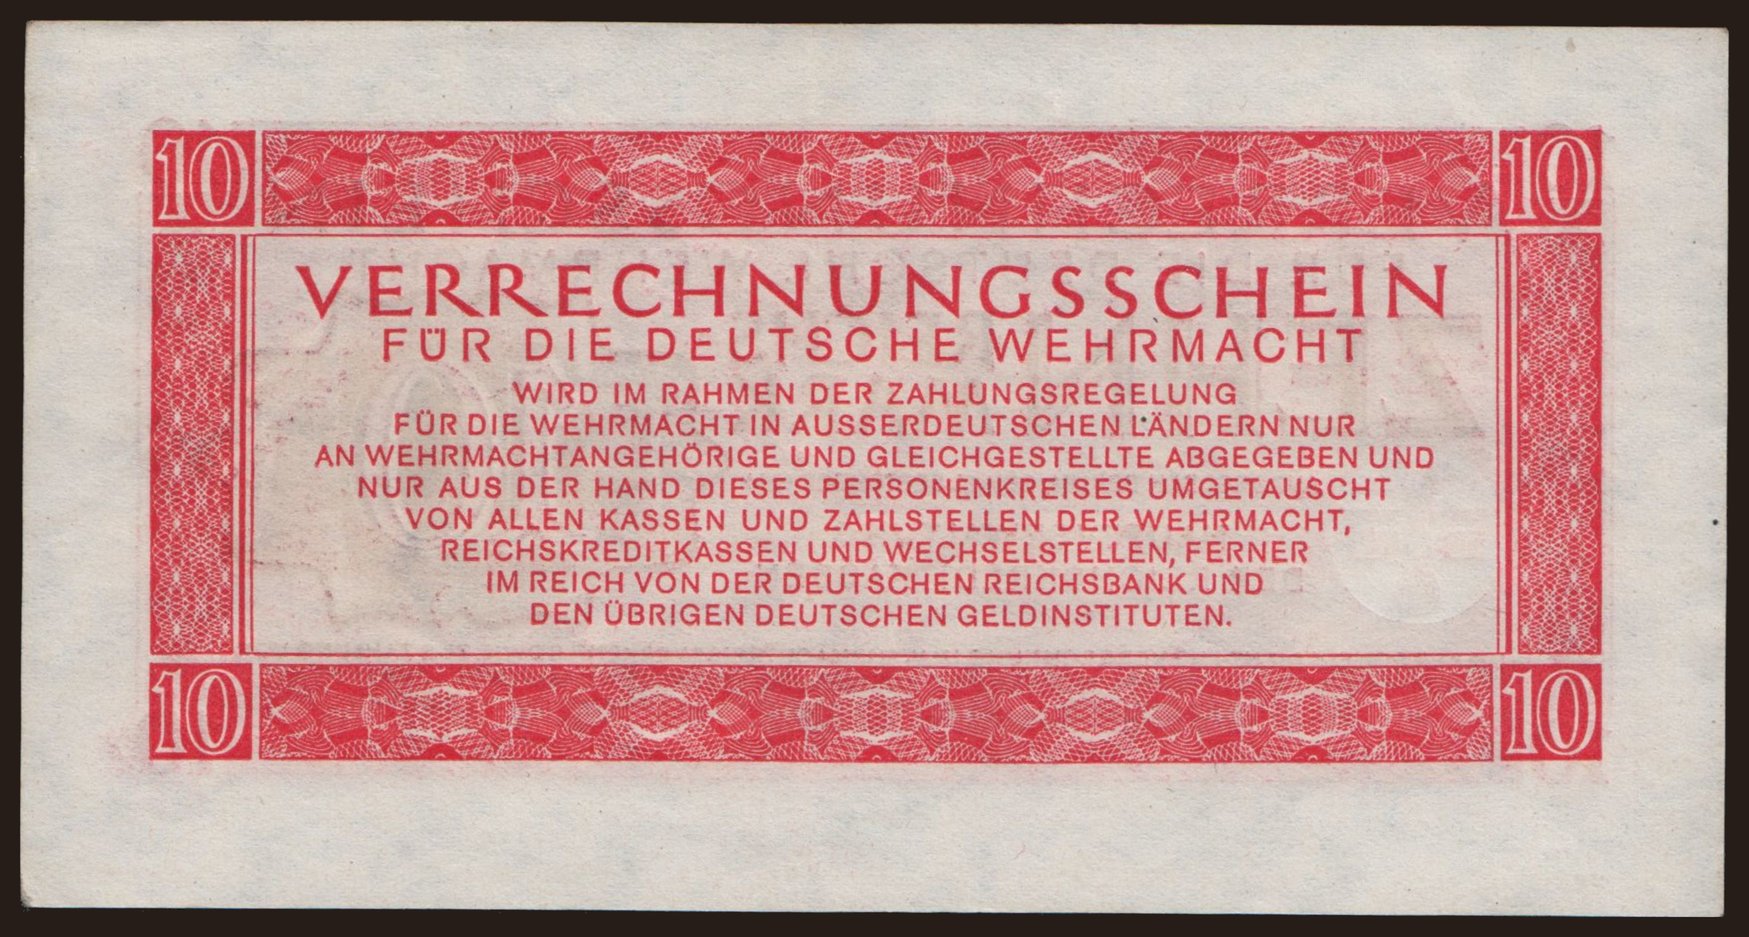 10 10
VERRECHNUNGSSCHEIN
FÜR DIE DEUTSCHE WEHRMACHT
WIRD IM RAHMEN DER ZAHLUNGSREGELUNG
FÜR DIE WEHRMACHT IN AUSSERDEUTSCHEN LÄNDERN NUR
AN WEHRMACHTANGEHÖRIGE UND GLEICHGESTELLTE ABGEGEBEN UND
NUR AUS DER HAND DIESES PERSONENKREISES UMGETAUSCHT
VON ALLEN KASSEN UND ZAHLSTELLEN DER WEHRMACHT,
REICHSKREDITKASSEN UND WECHSELSTELLEN, FERNER
IM REICH VON DER DEUTSCHEN REICHSBANK UND
DEN ÜBRIGEN DEUTSCHEN GELDINSTITUTEN.
10 10